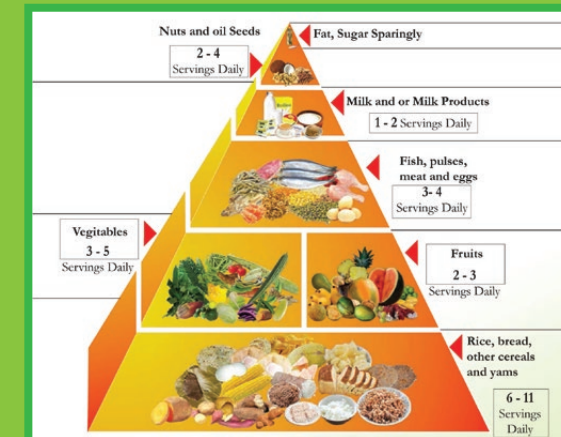 Nuts and oil Seeds
2 - 4
Servings Daily
Fat, Sugar Sparingly
Milk and or Milk Products
1 - 2 Servings Daily
Fish, pulses,
meat and eggs
3- 4
Servings Daily
Vegitables
3 - 5
Servings Daily
Fruits
2 - 3
Servings Daily
Rice, bread,
other cereals
and yams
6 - 11
Servings
Daily